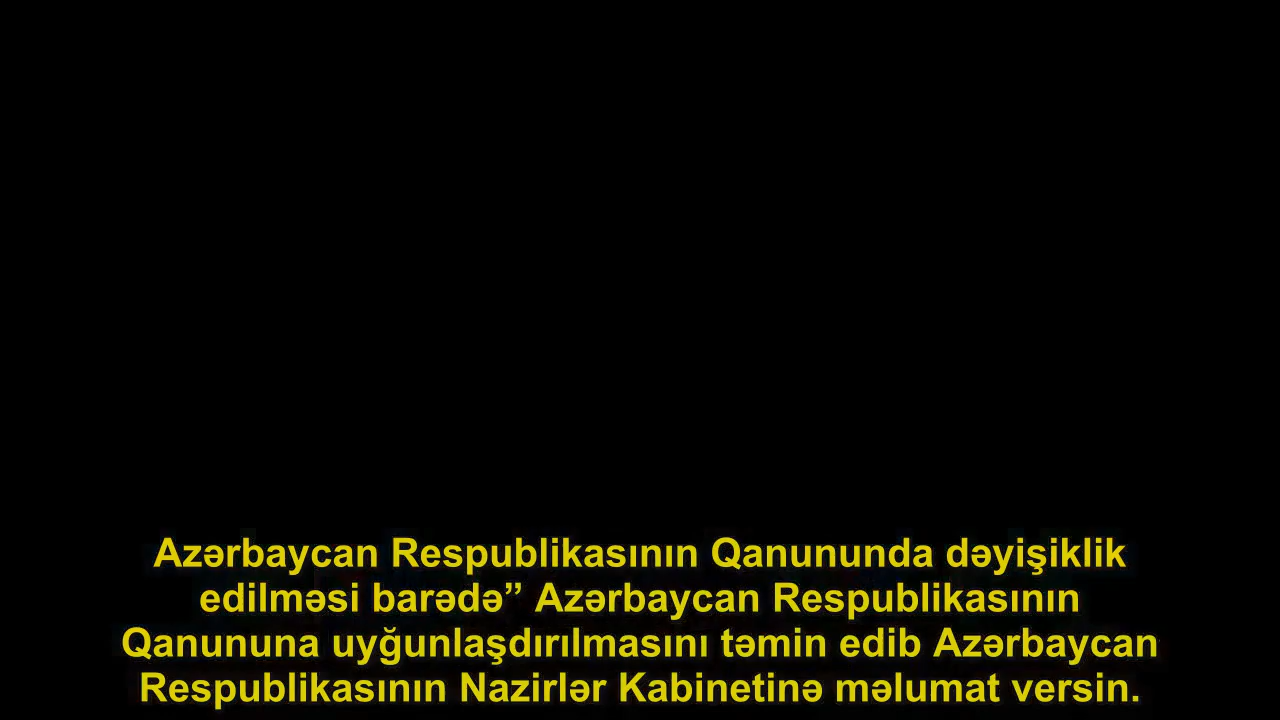 Azərbaycan Respublikasının Qanununda dəyişiklik
edilməsi barədə” Azərbaycan Respublikasının
Qanununa uyğunlaşdırılmasını təmin edib Azərbaycan
Respublikasının Nazirlər Kabinetinə məlumat versin.